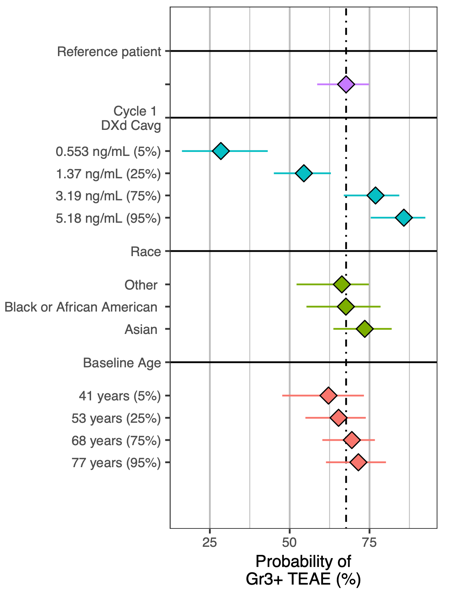 Reference patient
Cycle 1
DXd Cavg
0.553 ng/mL (5%)
1.37 ng/mL (25%)
3.19 ng/mL (75%)
5.18 ng/mL (95%)
Race
Other
Black or African American
Asian
Baseline Age
41 years (5%)
53 years (25%)
68 years (75%)
77 years (95%)
25 50 75
Probability of
Gr3+ TEAE (%)